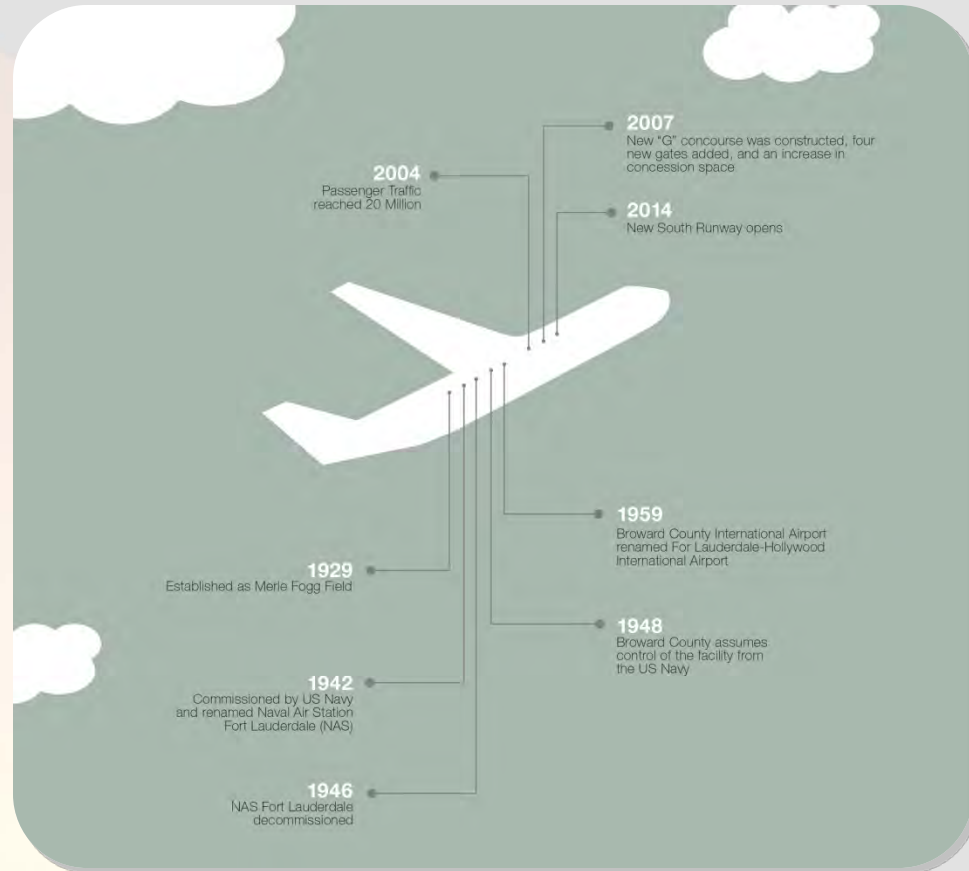 2007
New "G" concourse was constructed, four
new gates added, and an increase in
concession space
2004
Passenger Traffic
reached 20 Million
2014
New South Runway opens
1959
Broward County International Airport
renamed For Lauderdale-Hollywood
International Airport
1929
Established as Merle Fogg Field
1948
Broward County assumes
control of the facility from
the US Navy
1942
Commissioned by US Navy
and renamed Naval Air Station
Fort Lauderdale (NAS)
1946
NAS Fort Lauderdale
decommissioned